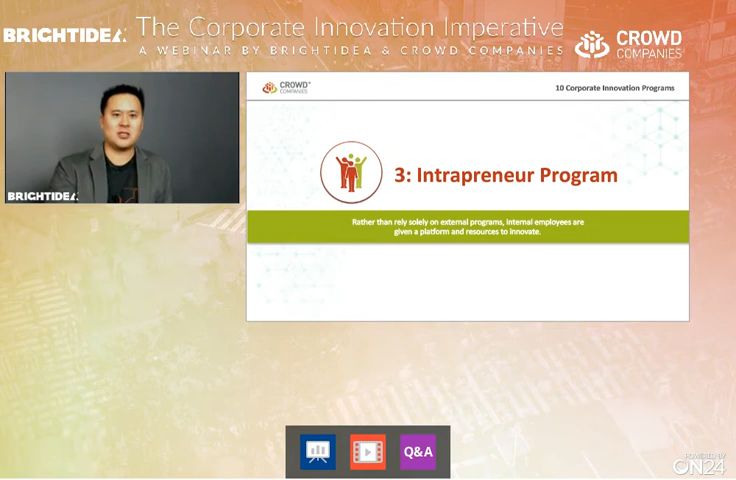 BRIGHTIDEA
The Corporate Innovation Imperative
A WEBINAR BY BRIGHTIDEA & CROWD COMPANIES
CROWD
COMPANIES
BRIGHTIDEA
CROWD
COMPANIES
10 Corporate Innovation Programs
3: Intrapreneur Program
Rather than rely solely on external programs, internal employees are
given a platform and resources to innovate.
Q&A
POWERED BY
ON24